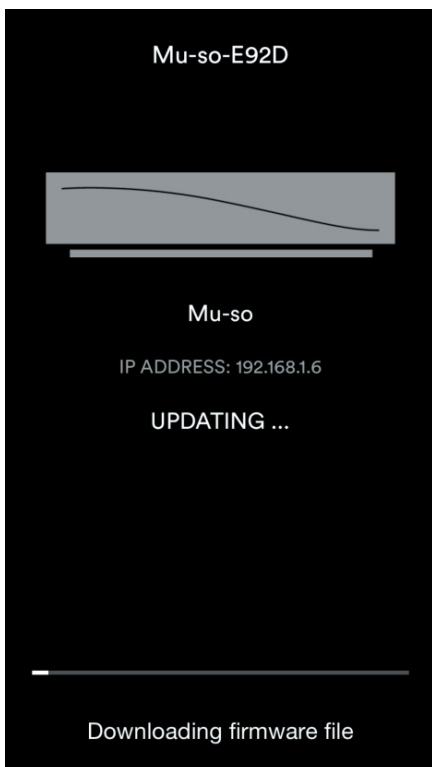 Mu-so-E92D
Mu-so
IP ADDRESS: 192.168.1.6
UPDATING ...
Downloading firmware file